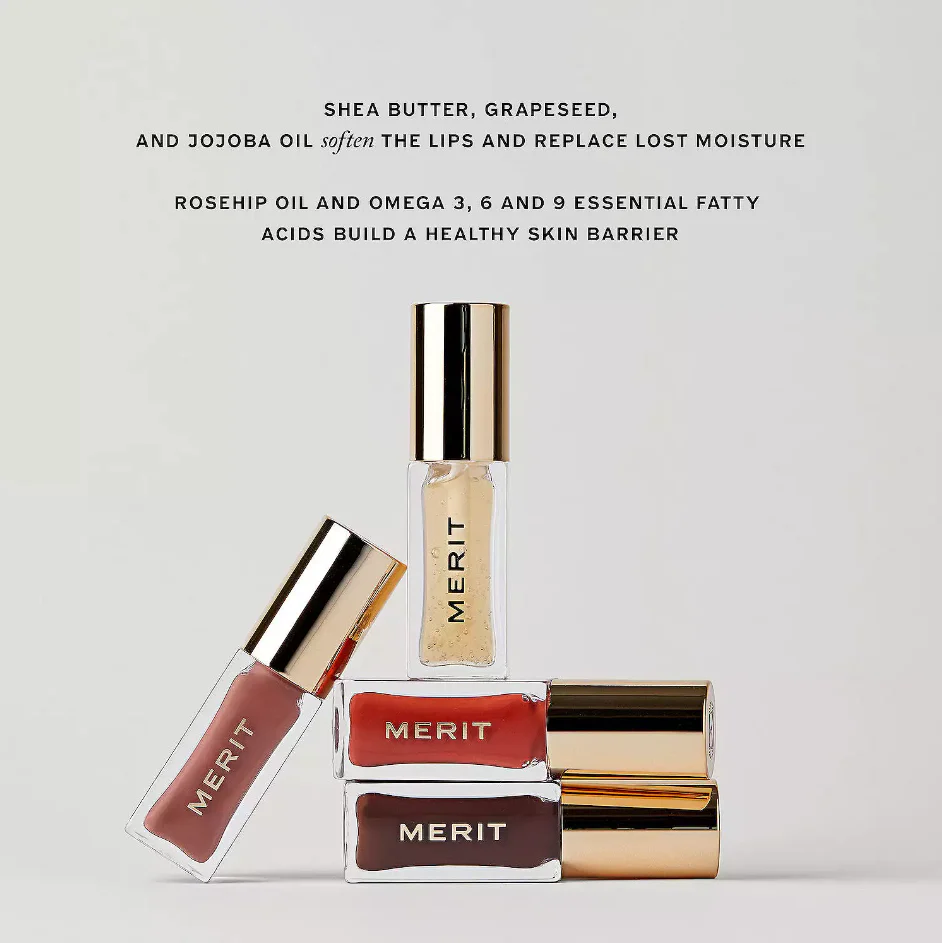 SHEA BUTTER, GRAPESEED,
AND JOJOBA OIL soften THE LIPS AND REPLACE LOST MOISTURE
ROSEHIP OIL AND OMEGA 3, 6 AND 9 ESSENTIAL FATTY
ACIDS BUILD A HEALTHY SKIN BARRIER
MERIT
MERIT
MERIT
MERIT